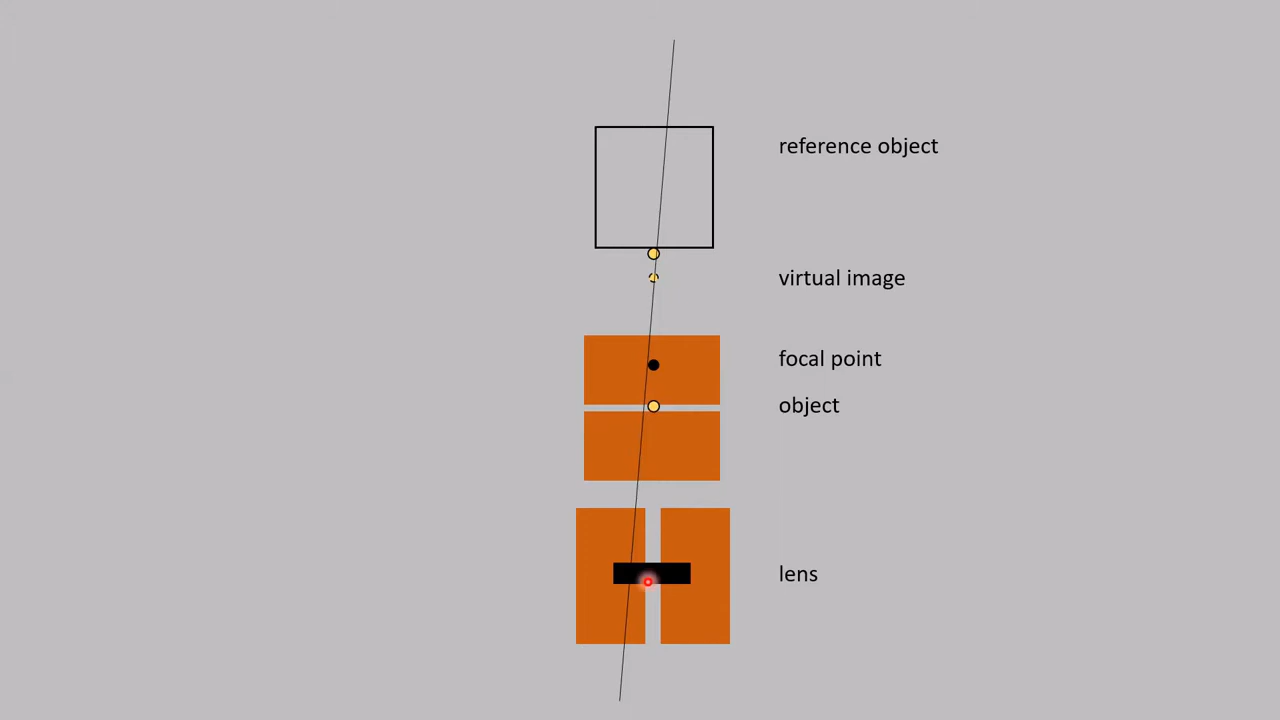 reference object
virtual image
focal point
object
lens